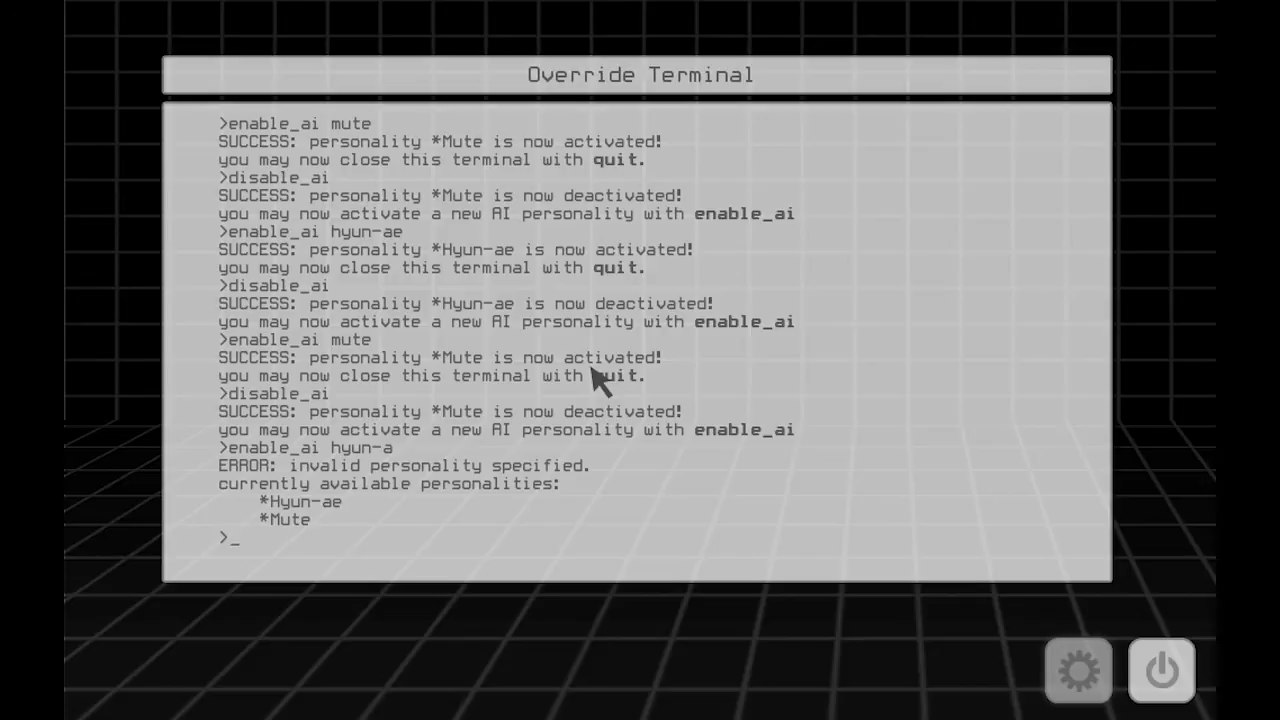 Override Terminal
>enable_ai mute
SUCCESS: personality *Mute is now activated!
you may now close this terminal with quit.
>disable_ai
SUCCESS: personality *Mute is now deactivated!
you may now activate a new AI personality with enable_ai
>enable_ai hyun-ae
SUCCESS: personality *Hyun-ae is now activated!
you may now close this terminal with quit.
>disable_ai
SUCCESS: personality *Hyun-ae is now deactivated!
you may now activate a new AI personality with enable_ai
>enable_ai mute
SUCCESS: personality *Mute is now activated!
you may now close this terminal with quit.
>disable_ai
SUCCESS: personality *Mute is now deactivated!
you may now activate a new AI personality with enable_ai
>enable_ai hyun-a
ERROR: invalid personality specified.
currently available personalities:
*Hyun-ae
*Mute
>_